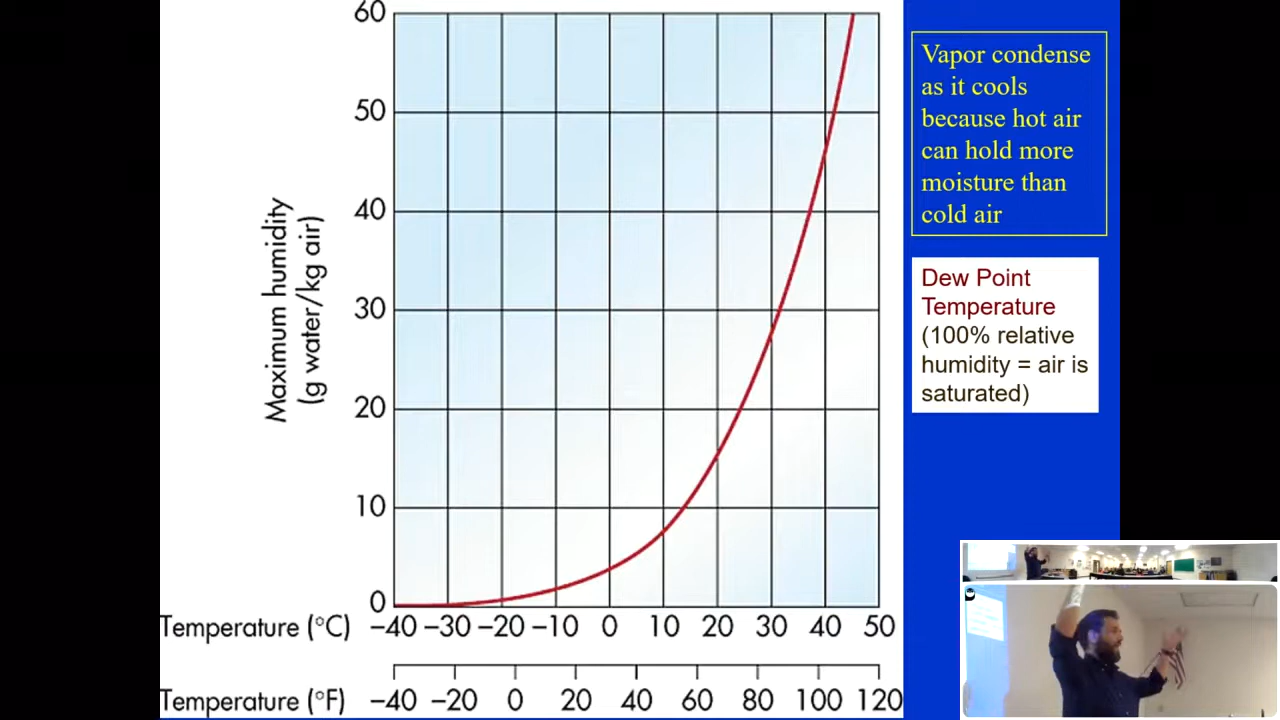 60
50
40
30
20
10
0
Maximum humidity
(g water/kg air)
Temperature (°C) −40 −30 −20 −10 0 10 20 30 40 50
−40 −20 0 20 40 60 80 100 120
Temperature (°F)
Vapor condense
as it cools
because hot air
can hold more
moisture than
cold air
Dew Point
Temperature
(100% relative
humidity = air is
saturated)